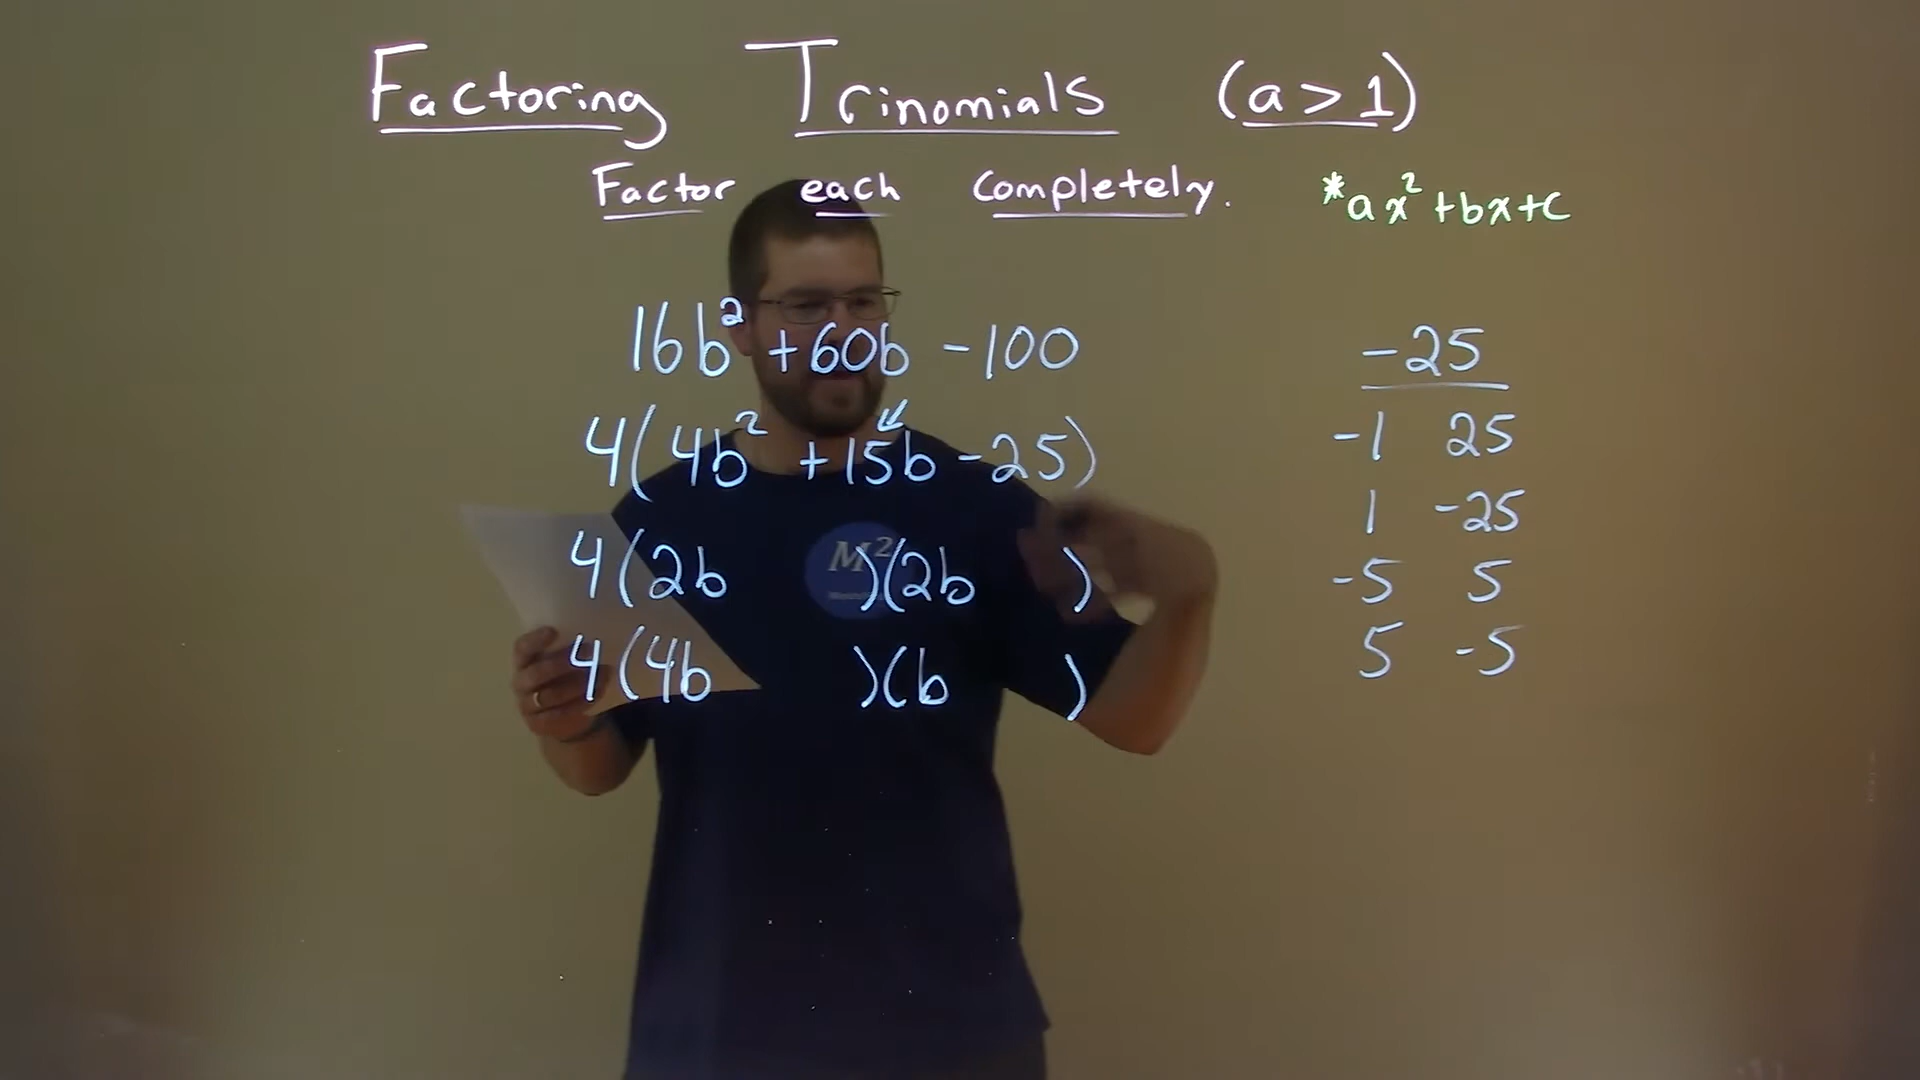 Factoring Trinomials (a > 1)
Factor each completely. *ax² + bx + c
16b² + 60b - 100
4(4b² + 15b - 25)
4(2b )(2b )
4(4b )(b )
-25
-1 25
1 -25
-5 5
5 -5
M²